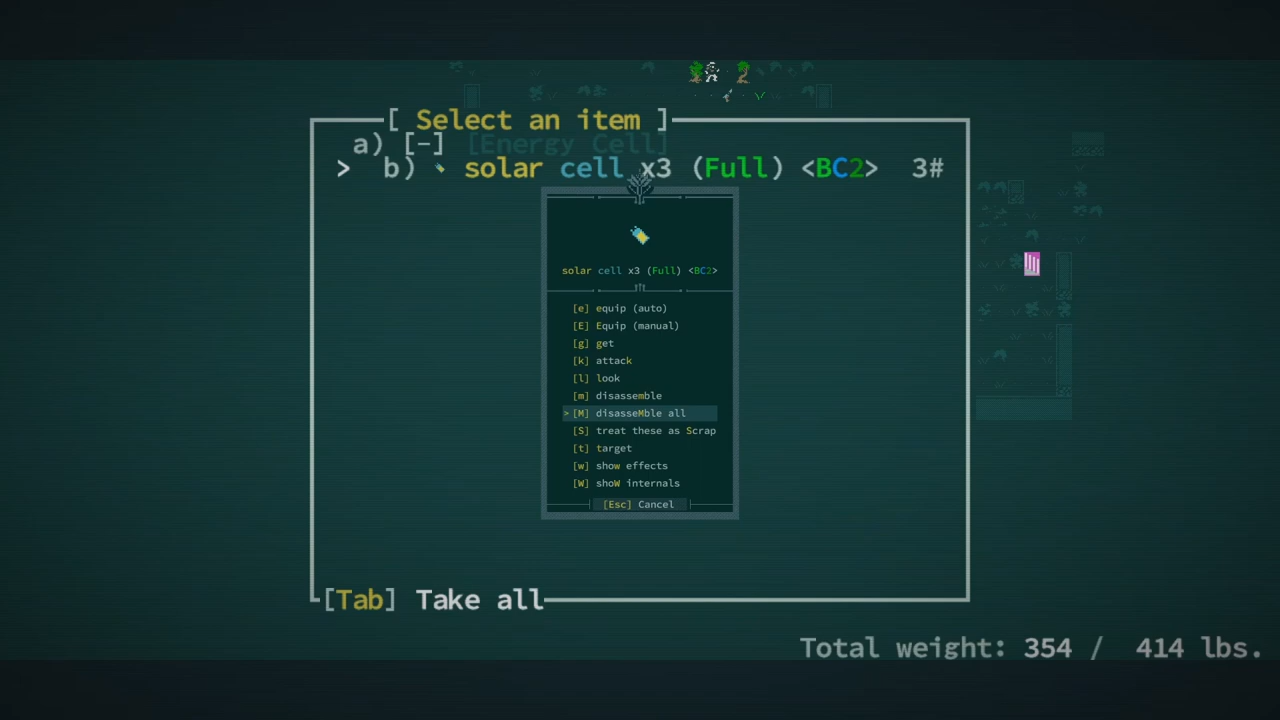 [ Select an item ]
a) [-] [Energy Cell]
> b) solar cell x3 (Full) <BC2> 3#
solar cell x3 (Full) <BC2>
[e] equip (auto)
[E] Equip (manual)
[g] get
[k] attack
[l] look
[m] disassemble
> [M] disasseMble all
[S] treat these as Scrap
[t] target
[w] show effects
[W] shoW internals
[Esc] Cancel
[Tab] Take all
Total weight: 354 / 414 lbs.